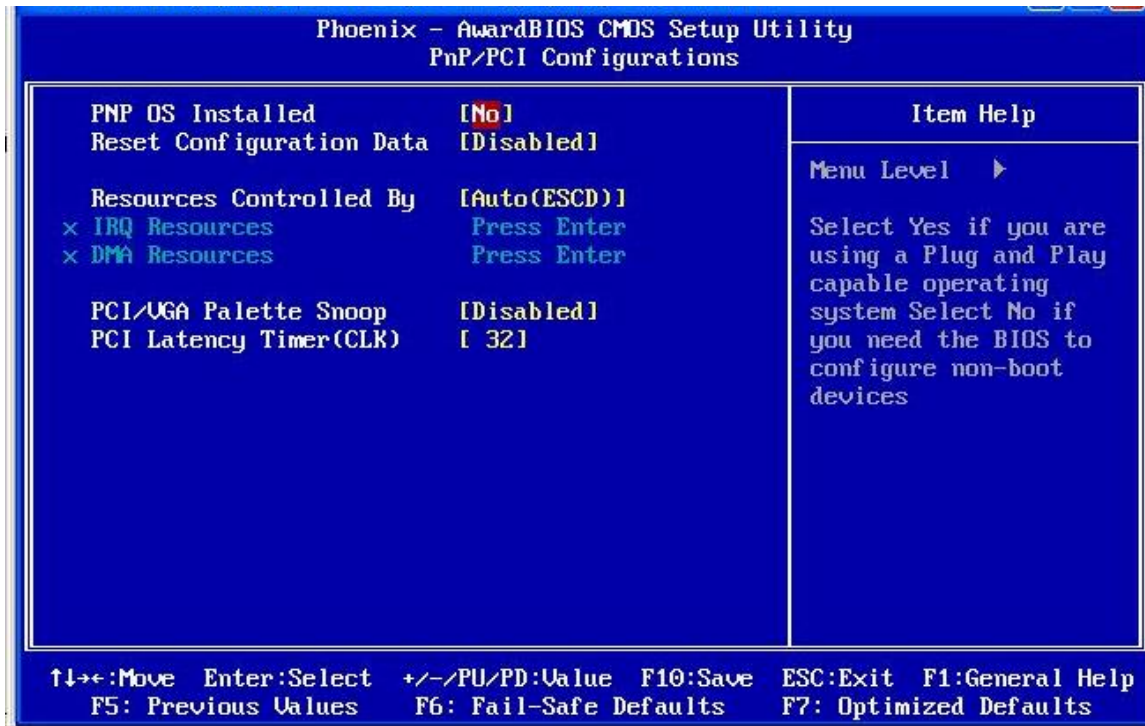 Phoenix - AwardBIOS CMOS Setup Utility
PnP/PCI Configurations
PNP OS Installed [No]
Reset Configuration Data [Disabled]
Resources Controlled By [Auto(ESCD)]
x IRQ Resources Press Enter
x DMA Resources Press Enter
PCI/VGA Palette Snoop [Disabled]
PCI Latency Timer(CLK) [ 32]
Item Help
Menu Level ▶
Select Yes if you are
using a Plug and Play
capable operating
system Select No if
you need the BIOS to
configure non-boot
devices
↑↓→←:Move Enter:Select +/-/PU/PD:Value F10:Save ESC:Exit F1:General Help
F5: Previous Values F6: Fail-Safe Defaults F7: Optimized Defaults